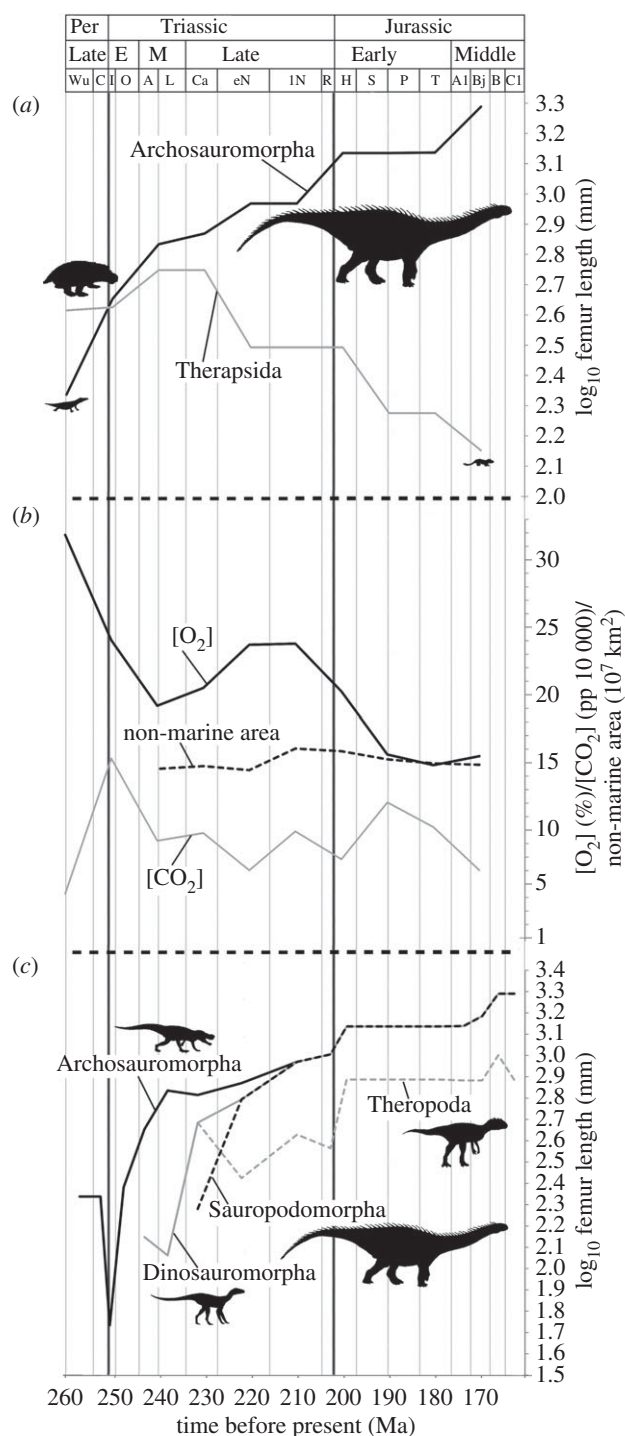 Per Triassic Jurassic
Late E M Late Early Middle
Wu C I O A L Ca eN 1N R H S P T A1 Bj B C1
(a)
3.3
3.2
Archosauromorpha
3.1
3.0
2.9
2.8
2.7
2.6
2.5
Therapsida
2.4
2.3
2.2
2.1
2.0
log10 femur length (mm)
(b)
30
25
[O2]
20
non-marine area
15
10
[CO2]
5
1
[O2] (%)/[CO2] (pp 10 000)/
non-marine area (10^7 km^2)
(c)
3.4
3.3
3.2
3.1
Archosauromorpha
3.0
2.9
Theropoda
2.8
2.7
2.6
2.5
2.4
Sauropodomorpha
2.3
2.2
2.1
Dinosauromorpha
2.0
1.9
1.8
1.7
1.6
1.5
log10 femur length (mm)
260 250 240 230 220 210 200 190 180 170
time before present (Ma)